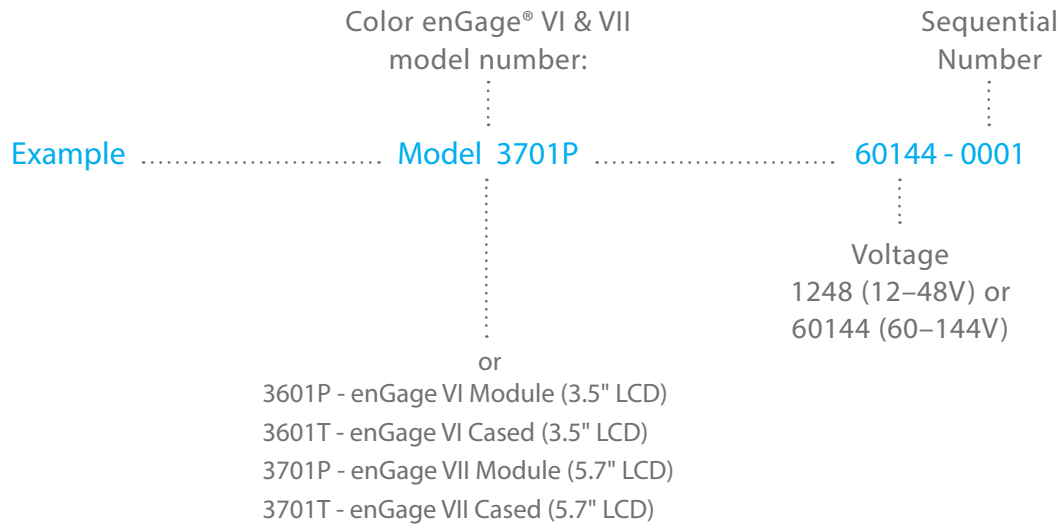 Color enGage® VI & VII
model number:
Sequential
Number
Example ............................ Model 3701P ............................ 60144 - 0001
Voltage
1248 (12–48V) or
60144 (60–144V)
or
3601P - enGage VI Module (3.5" LCD)
3601T - enGage VI Cased (3.5" LCD)
3701P - enGage VII Module (5.7" LCD)
3701T - enGage VII Cased (5.7" LCD)